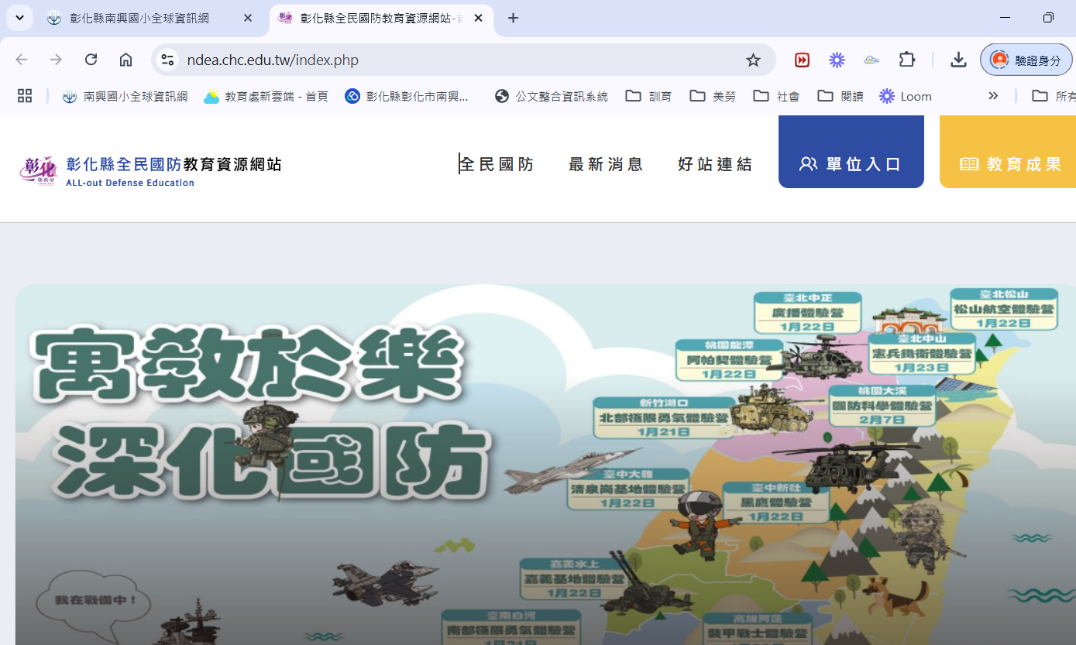 彰化縣南興國小全球資訊網
彰化縣全民國防教育資源網站-
ndea.chc.edu.tw/index.php
驗證身分
南興國小全球資訊網
教育處新雲端 - 首頁
彰化縣彰化市南興...
公文整合資訊系統
訓育
美勞
社會
閱讀
Loom
所有
彰化
彰化縣全民國防教育資源網站
ALL-out Defense Education
全民國防
最新消息
好站連結
單位入口
教育成果
寓教於樂
深化國防
臺北中正
廣播體驗營
1月22日
臺北松山
松山航空體驗營
1月22日
桃園龍潭
阿帕契體驗營
1月22日
臺北中山
憲兵鐵衛體驗營
1月23日
桃園大溪
國防科學體驗營
2月7日
新竹湖口
北部極限勇氣體驗營
1月21日
臺中大雅
清泉崗基地體驗營
1月22日
臺中新社
黑鷹體驗營
1月22日
嘉義水上
嘉義基地體驗營
1月22日
我在戰備中！
臺南白河
南部極限勇氣體驗營
1月21日
高雄阿蓮
裝甲戰士體驗營